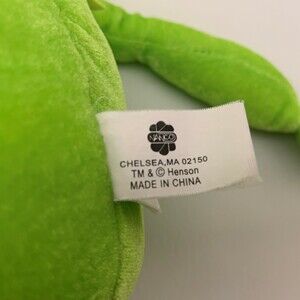 NANCO
CHELSEA,MA 02150
TM & © Henson
MADE IN CHINA